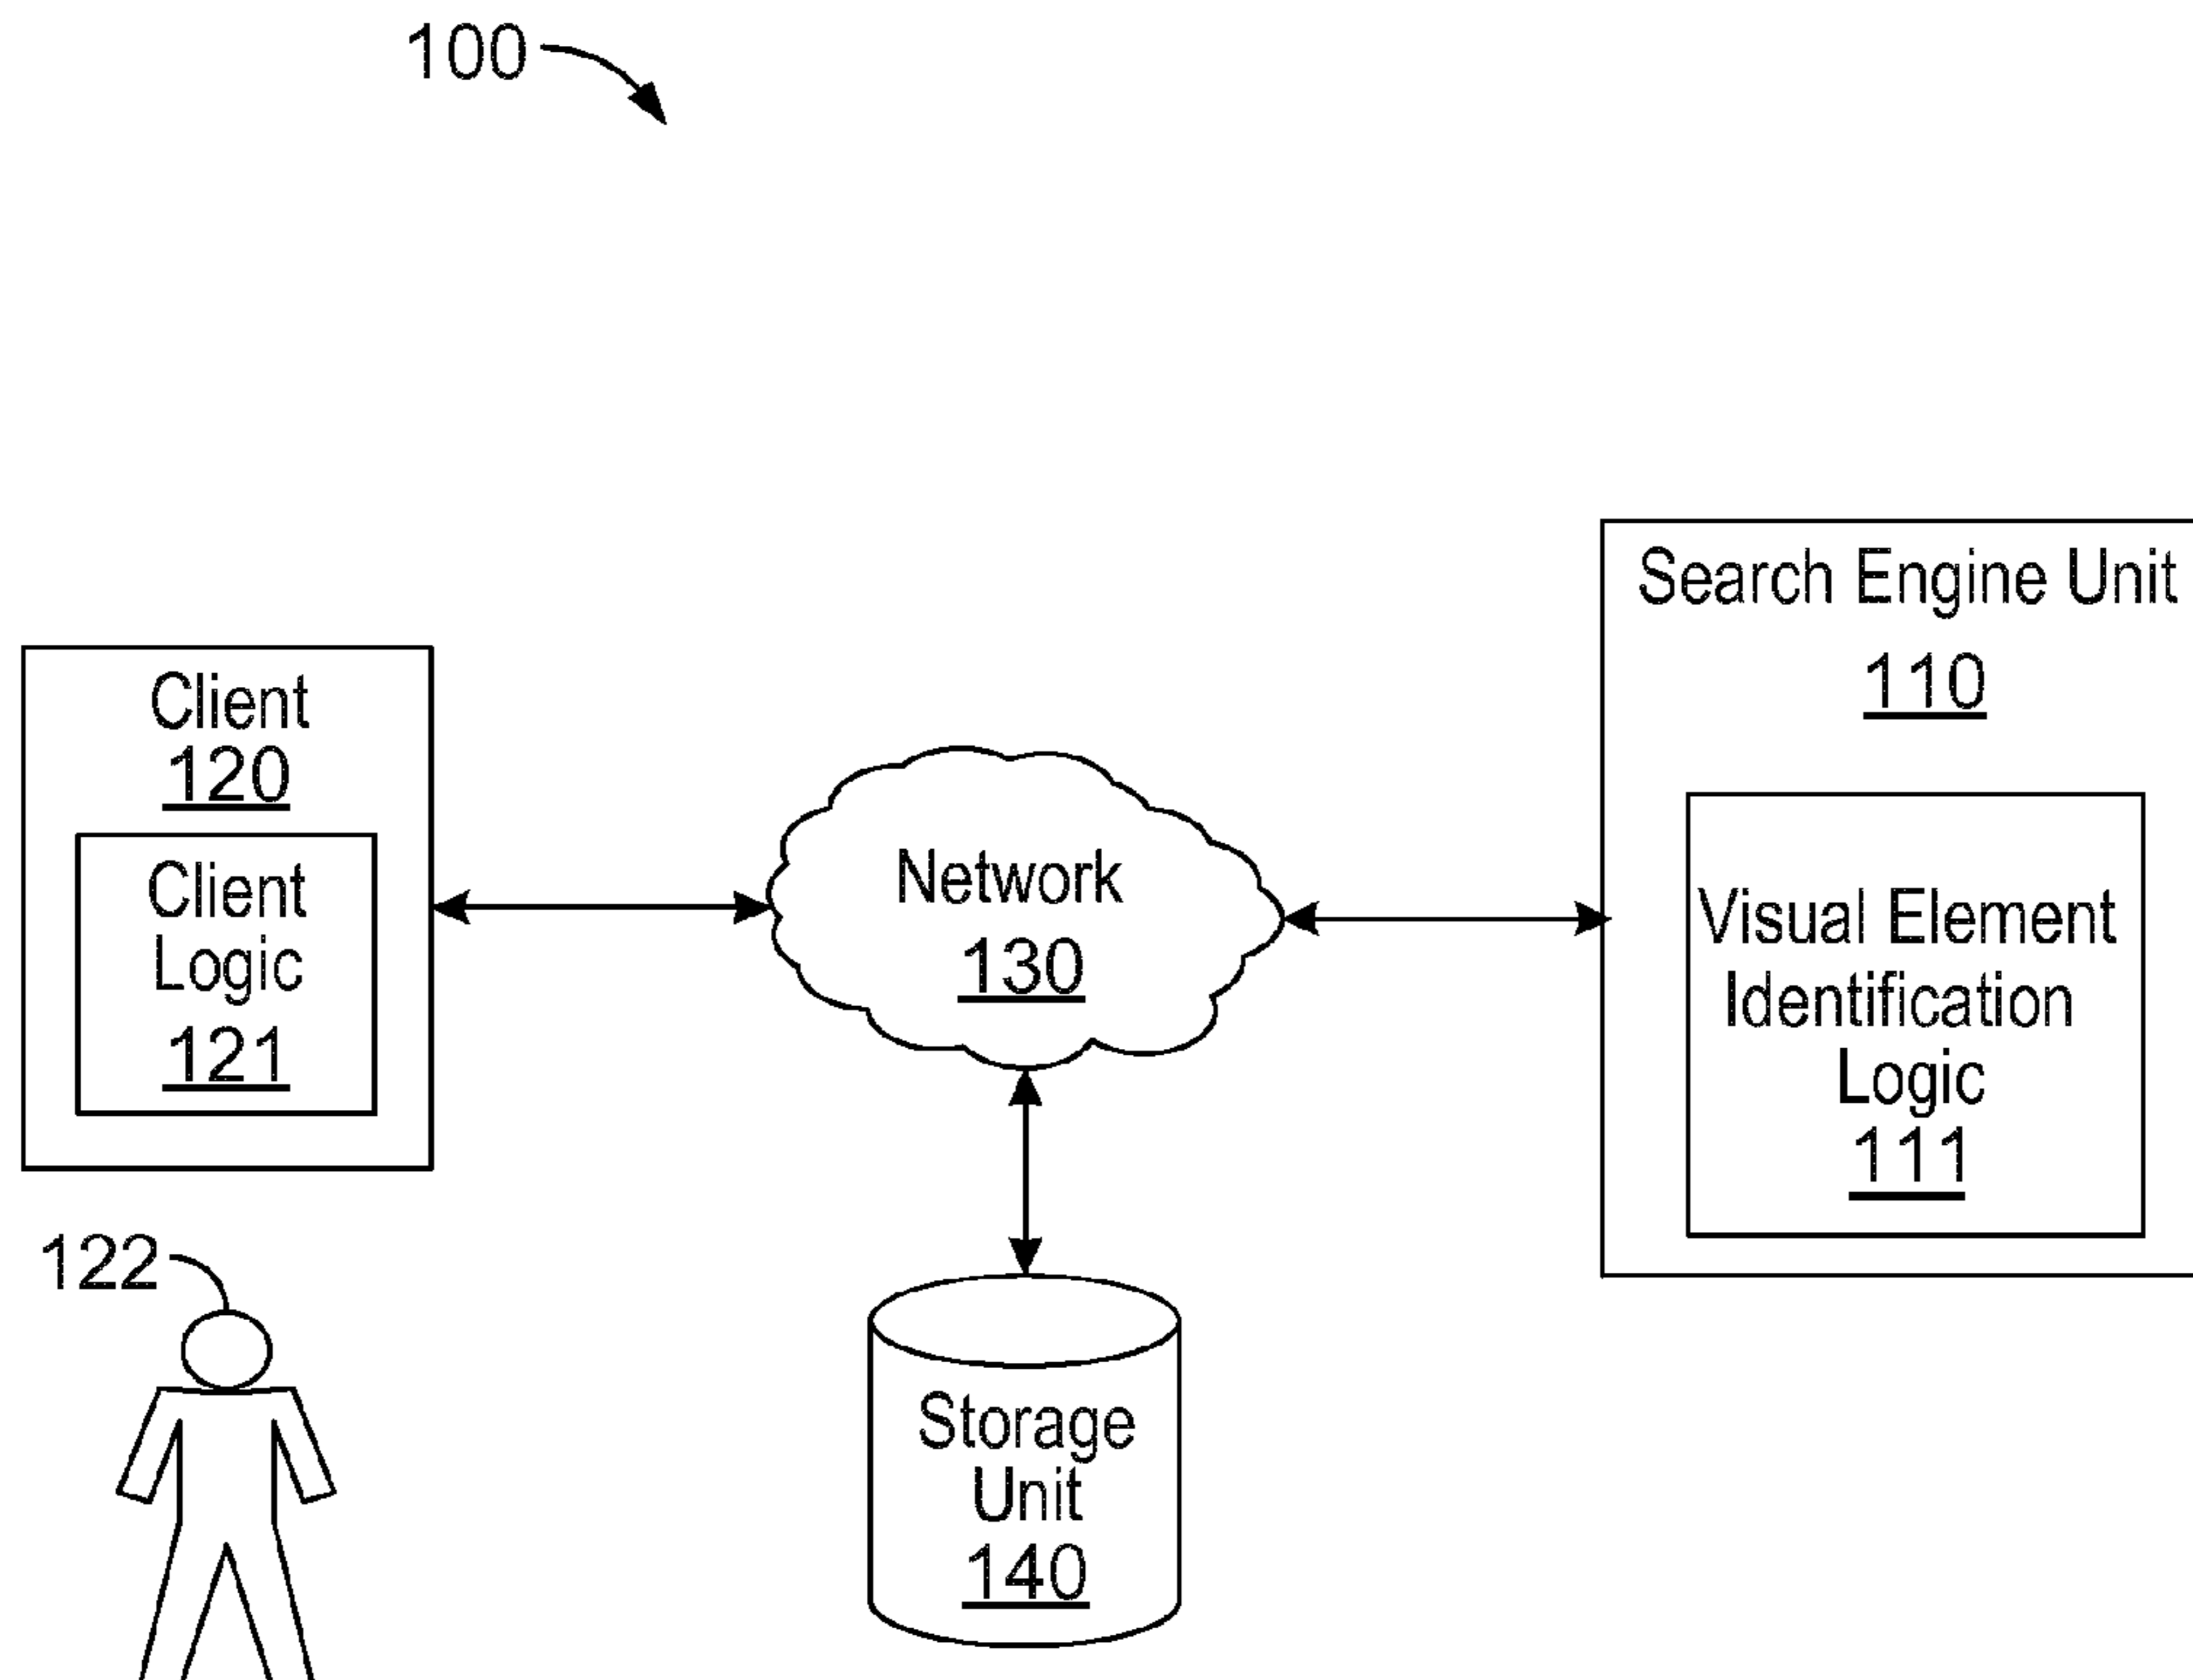 100
Client
120
Client
Logic
121
122
Network
130
Storage
Unit
140
Search Engine Unit
110
Visual Element
Identification
Logic
111